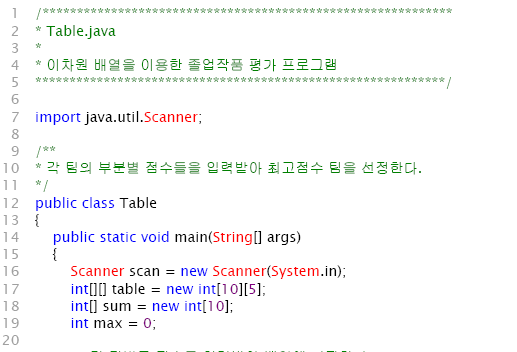 1 /***********************************************************
2 * Table.java
3 *
4 * 이차원 배열을 이용한 졸업작품 평가 프로그램
5 ***********************************************************/
6
7 import java.util.Scanner;
8
9 /**
10 * 각 팀의 부분별 점수들을 입력받아 최고점수 팀을 선정한다.
11 */
12 public class Table
13 {
14 public static void main(String[] args)
15 {
16 Scanner scan = new Scanner(System.in);
17 int[][] table = new int[10][5];
18 int[] sum = new int[10];
19 int max = 0;
20